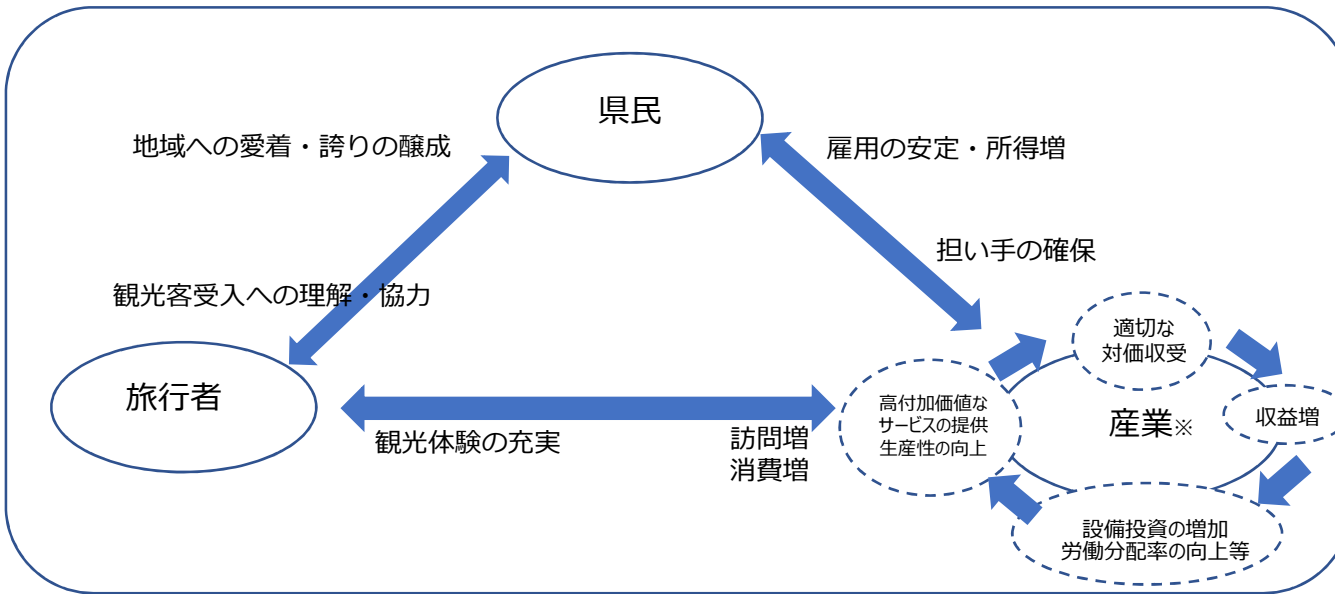 県民
地域への愛着・誇りの醸成
雇用の安定・所得増
担い手の確保
観光客受入への理解・協力
適切な
対価収受
旅行者
高付加価値な
サービスの提供
生産性の向上
産業※
収益増
観光体験の充実
訪問増
消費増
設備投資の増加
労働分配率の向上等